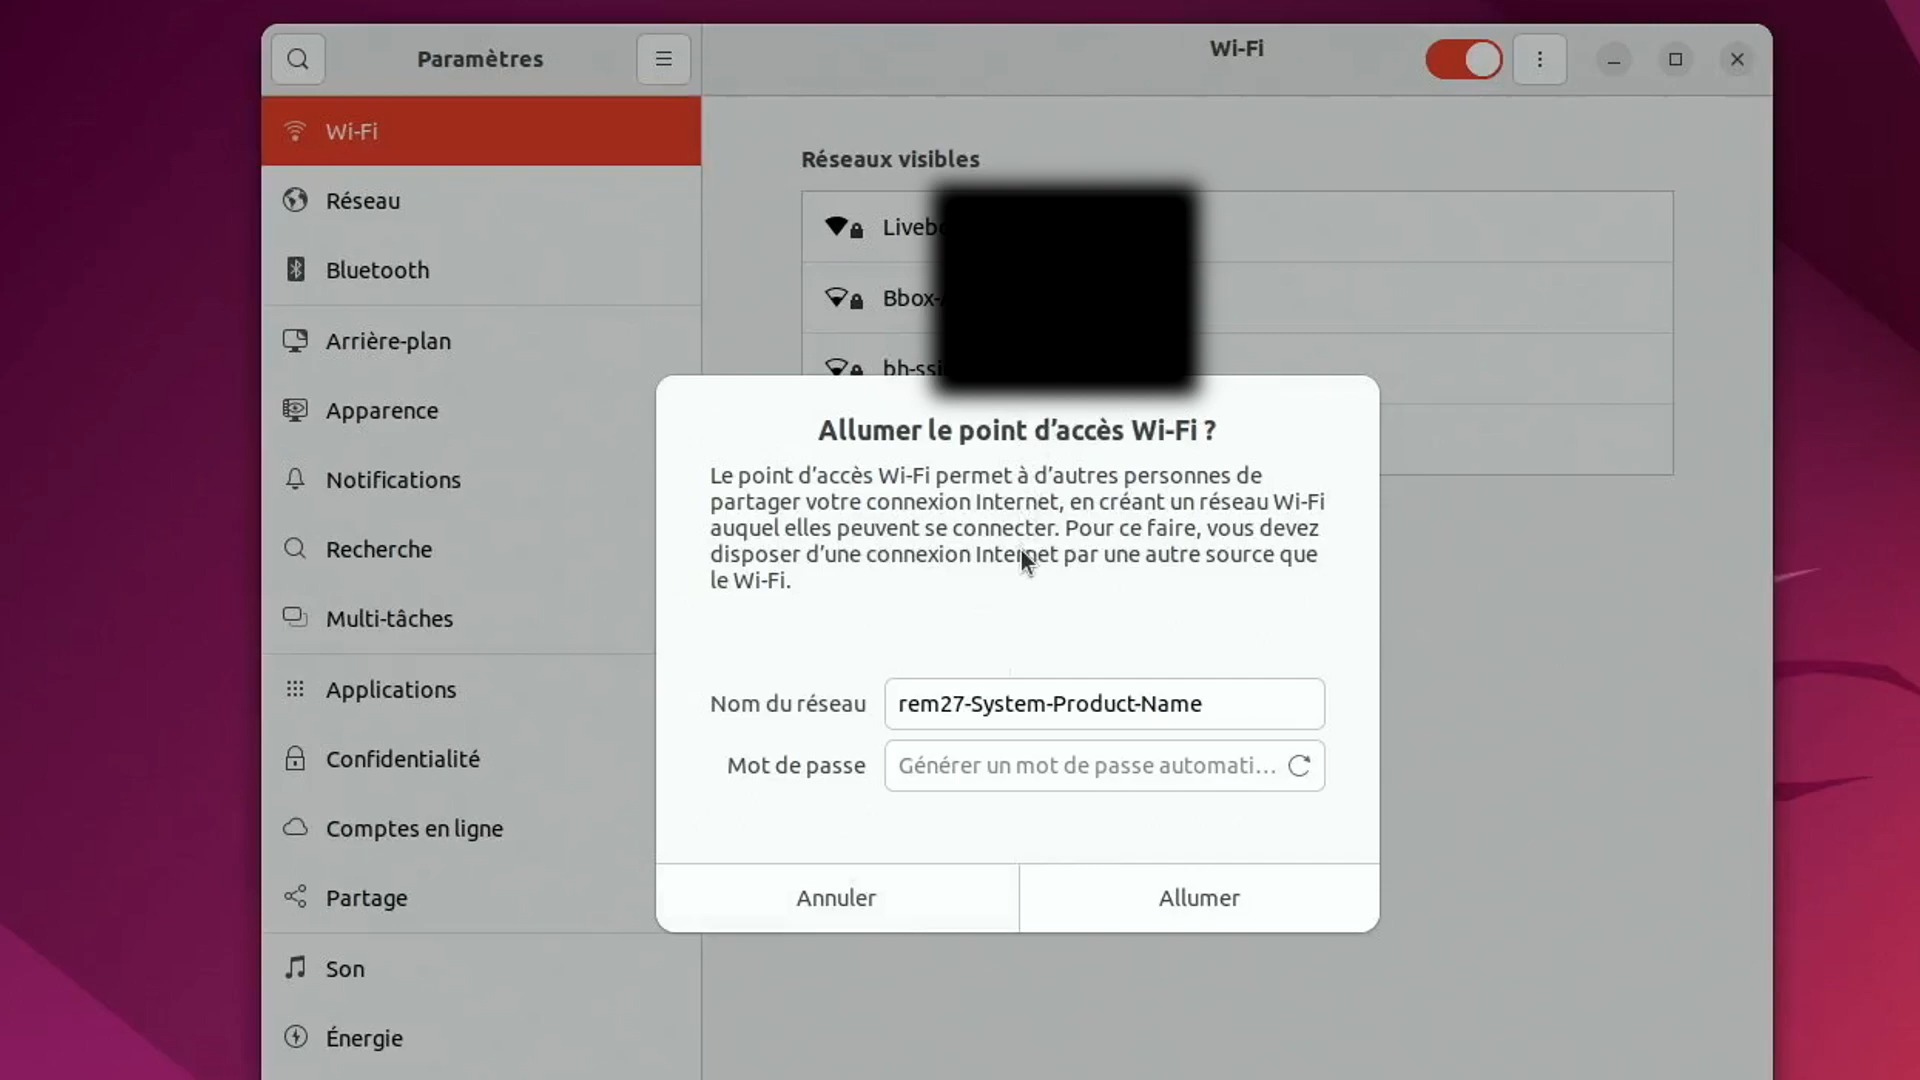 Paramètres
Wi-Fi
Wi-Fi
Réseau
Bluetooth
Arrière-plan
Apparence
Notifications
Recherche
Multi-tâches
Applications
Confidentialité
Comptes en ligne
Partage
Son
Énergie
Réseaux visibles
Allumer le point d’accès Wi-Fi ?
Le point d’accès Wi-Fi permet à d’autres personnes de
partager votre connexion Internet, en créant un réseau Wi-Fi
auquel elles peuvent se connecter. Pour ce faire, vous devez
disposer d’une connexion Internet par une autre source que
le Wi-Fi.
Nom du réseau rem27-System-Product-Name
Mot de passe Générer un mot de passe automati…
Annuler
Allumer